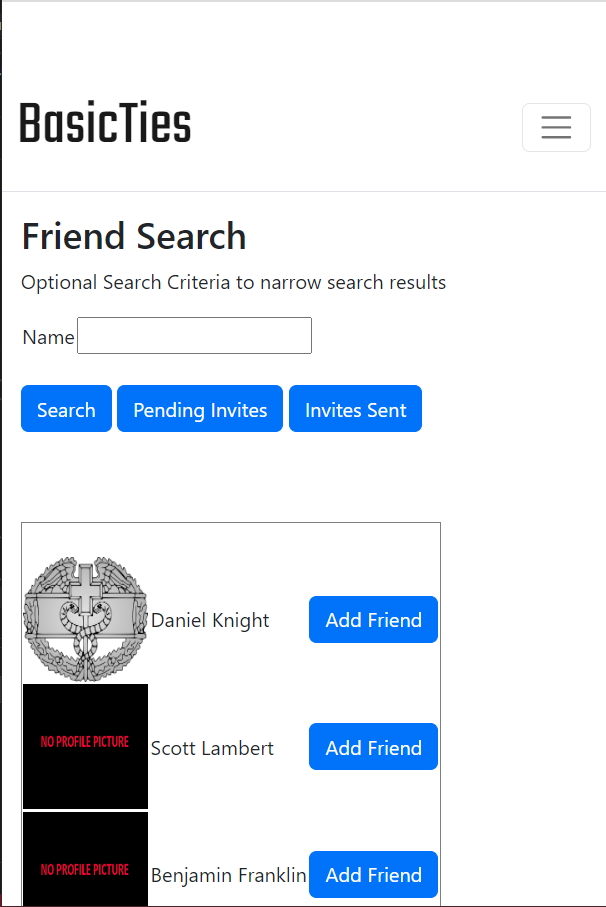 BasicTies
Friend Search
Optional Search Criteria to narrow search results
Name
Search Pending Invites Invites Sent
Daniel Knight Add Friend
NO PROFILE PICTURE Scott Lambert Add Friend
NO PROFILE PICTURE Benjamin Franklin Add Friend